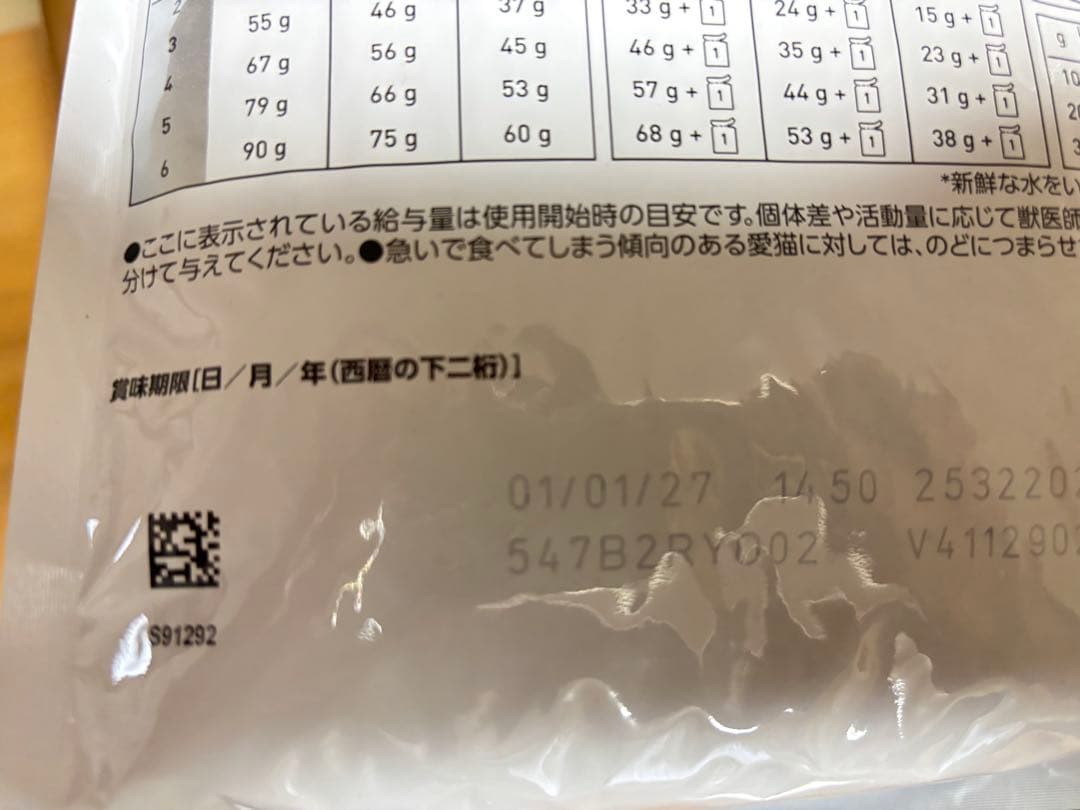 2 55 g 46 g 37 g 33 g + 1 24 g + 1 15 g + 1 g
3 67 g 56 g 45 g 46 g + 1 35 g + 1 23 g + 1 10
4 79 g 66 g 53 g 57 g + 1 44 g + 1 31 g + 1
5 90 g 75 g 60 g 68 g + 1 53 g + 1 38 g + 1
6
*新鮮な水をい
●ここに表示されている給与量は使用開始時の目安です。個体差や活動量に応じて獣医師
分けて与えてください。●急いで食べてしまう傾向のある愛猫に対しては、のどにつまらせ
賞味期限[日/月/年(西暦の下二桁)]
01/01/27 14 50 2532202
547B2RY002 V4112902
S91292